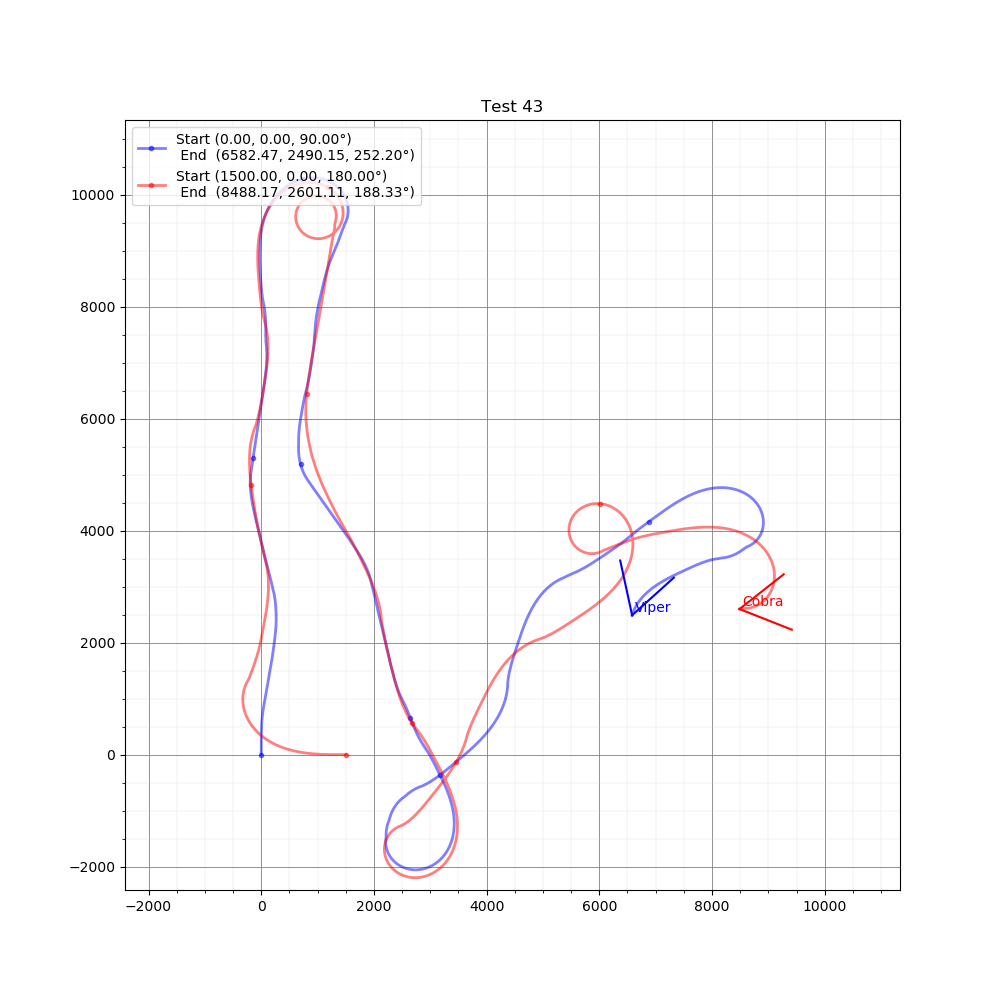 Test 43
Start (0.00, 0.00, 90.00°)
End (6582.47, 2490.15, 252.20°)
Start (1500.00, 0.00, 180.00°)
End (8488.17, 2601.11, 188.33°)
10000
8000
6000
4000
2000
0
−2000
Cobra
Viper
−2000 0 2000 4000 6000 8000 10000